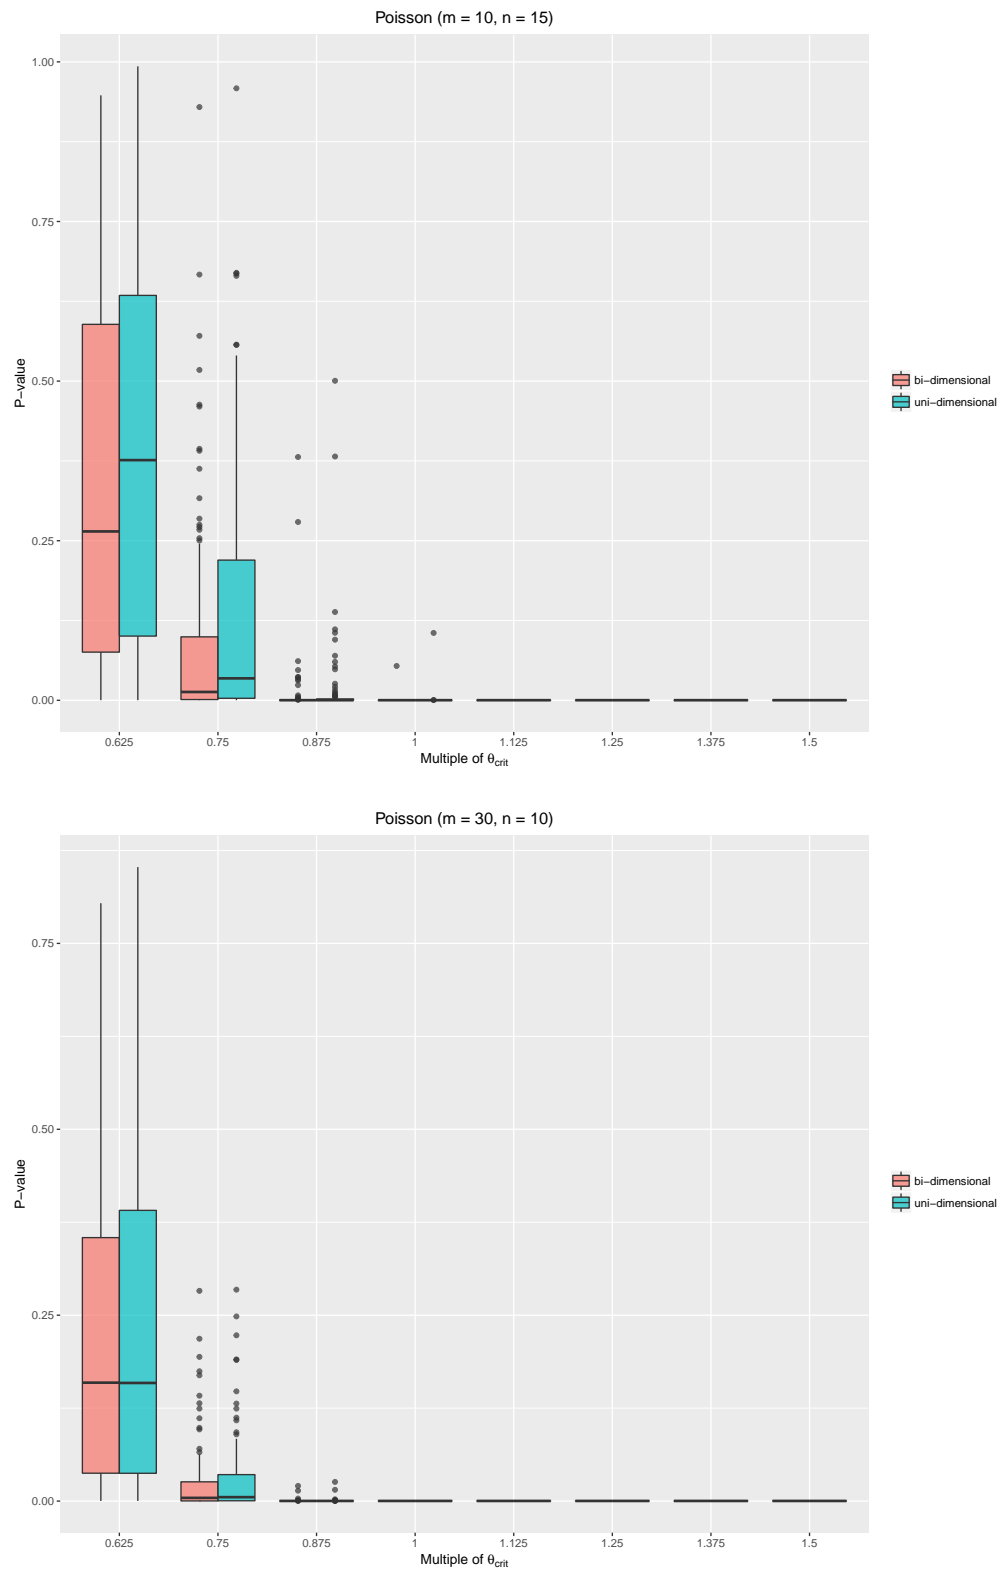 Poisson (m = 10, n = 15)
1.00
0.75
0.50
0.25
0.00
P−value
0.625 0.75 0.875 1 1.125 1.25 1.375 1.5
Multiple of θcrit
bi−dimensional
uni−dimensional
Poisson (m = 30, n = 10)
0.75
0.50
0.25
0.00
P−value
0.625 0.75 0.875 1 1.125 1.25 1.375 1.5
Multiple of θcrit
bi−dimensional
uni−dimensional